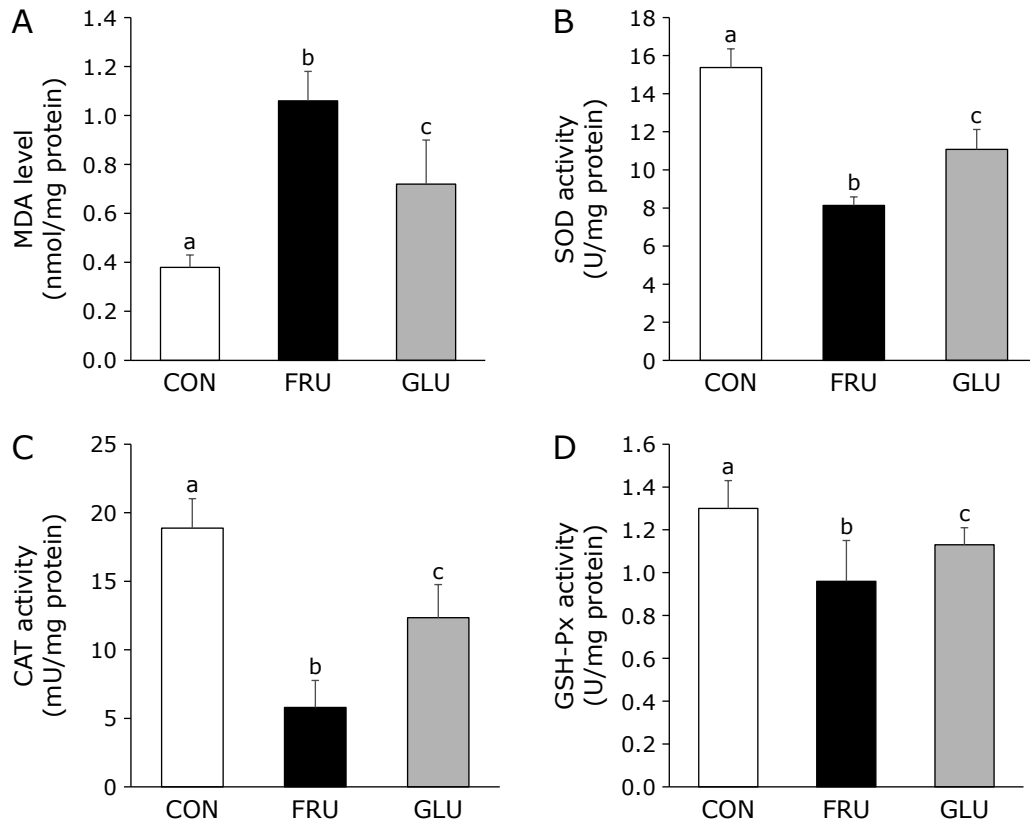 A
MDA level
(nmol/mg protein)
1.4
1.2
1.0
0.8
0.6
0.4
0.2
0.0
a
b
c
CON FRU GLU
B
SOD activity
(U/mg protein)
18
16
14
12
10
8
6
4
2
0
a
b
c
CON FRU GLU
C
CAT activity
(mU/mg protein)
25
20
15
10
5
0
a
b
c
CON FRU GLU
D
GSH-Px activity
(U/mg protein)
1.6
1.4
1.2
1.0
0.8
0.6
0.4
0.2
0.0
a
b
c
CON FRU GLU